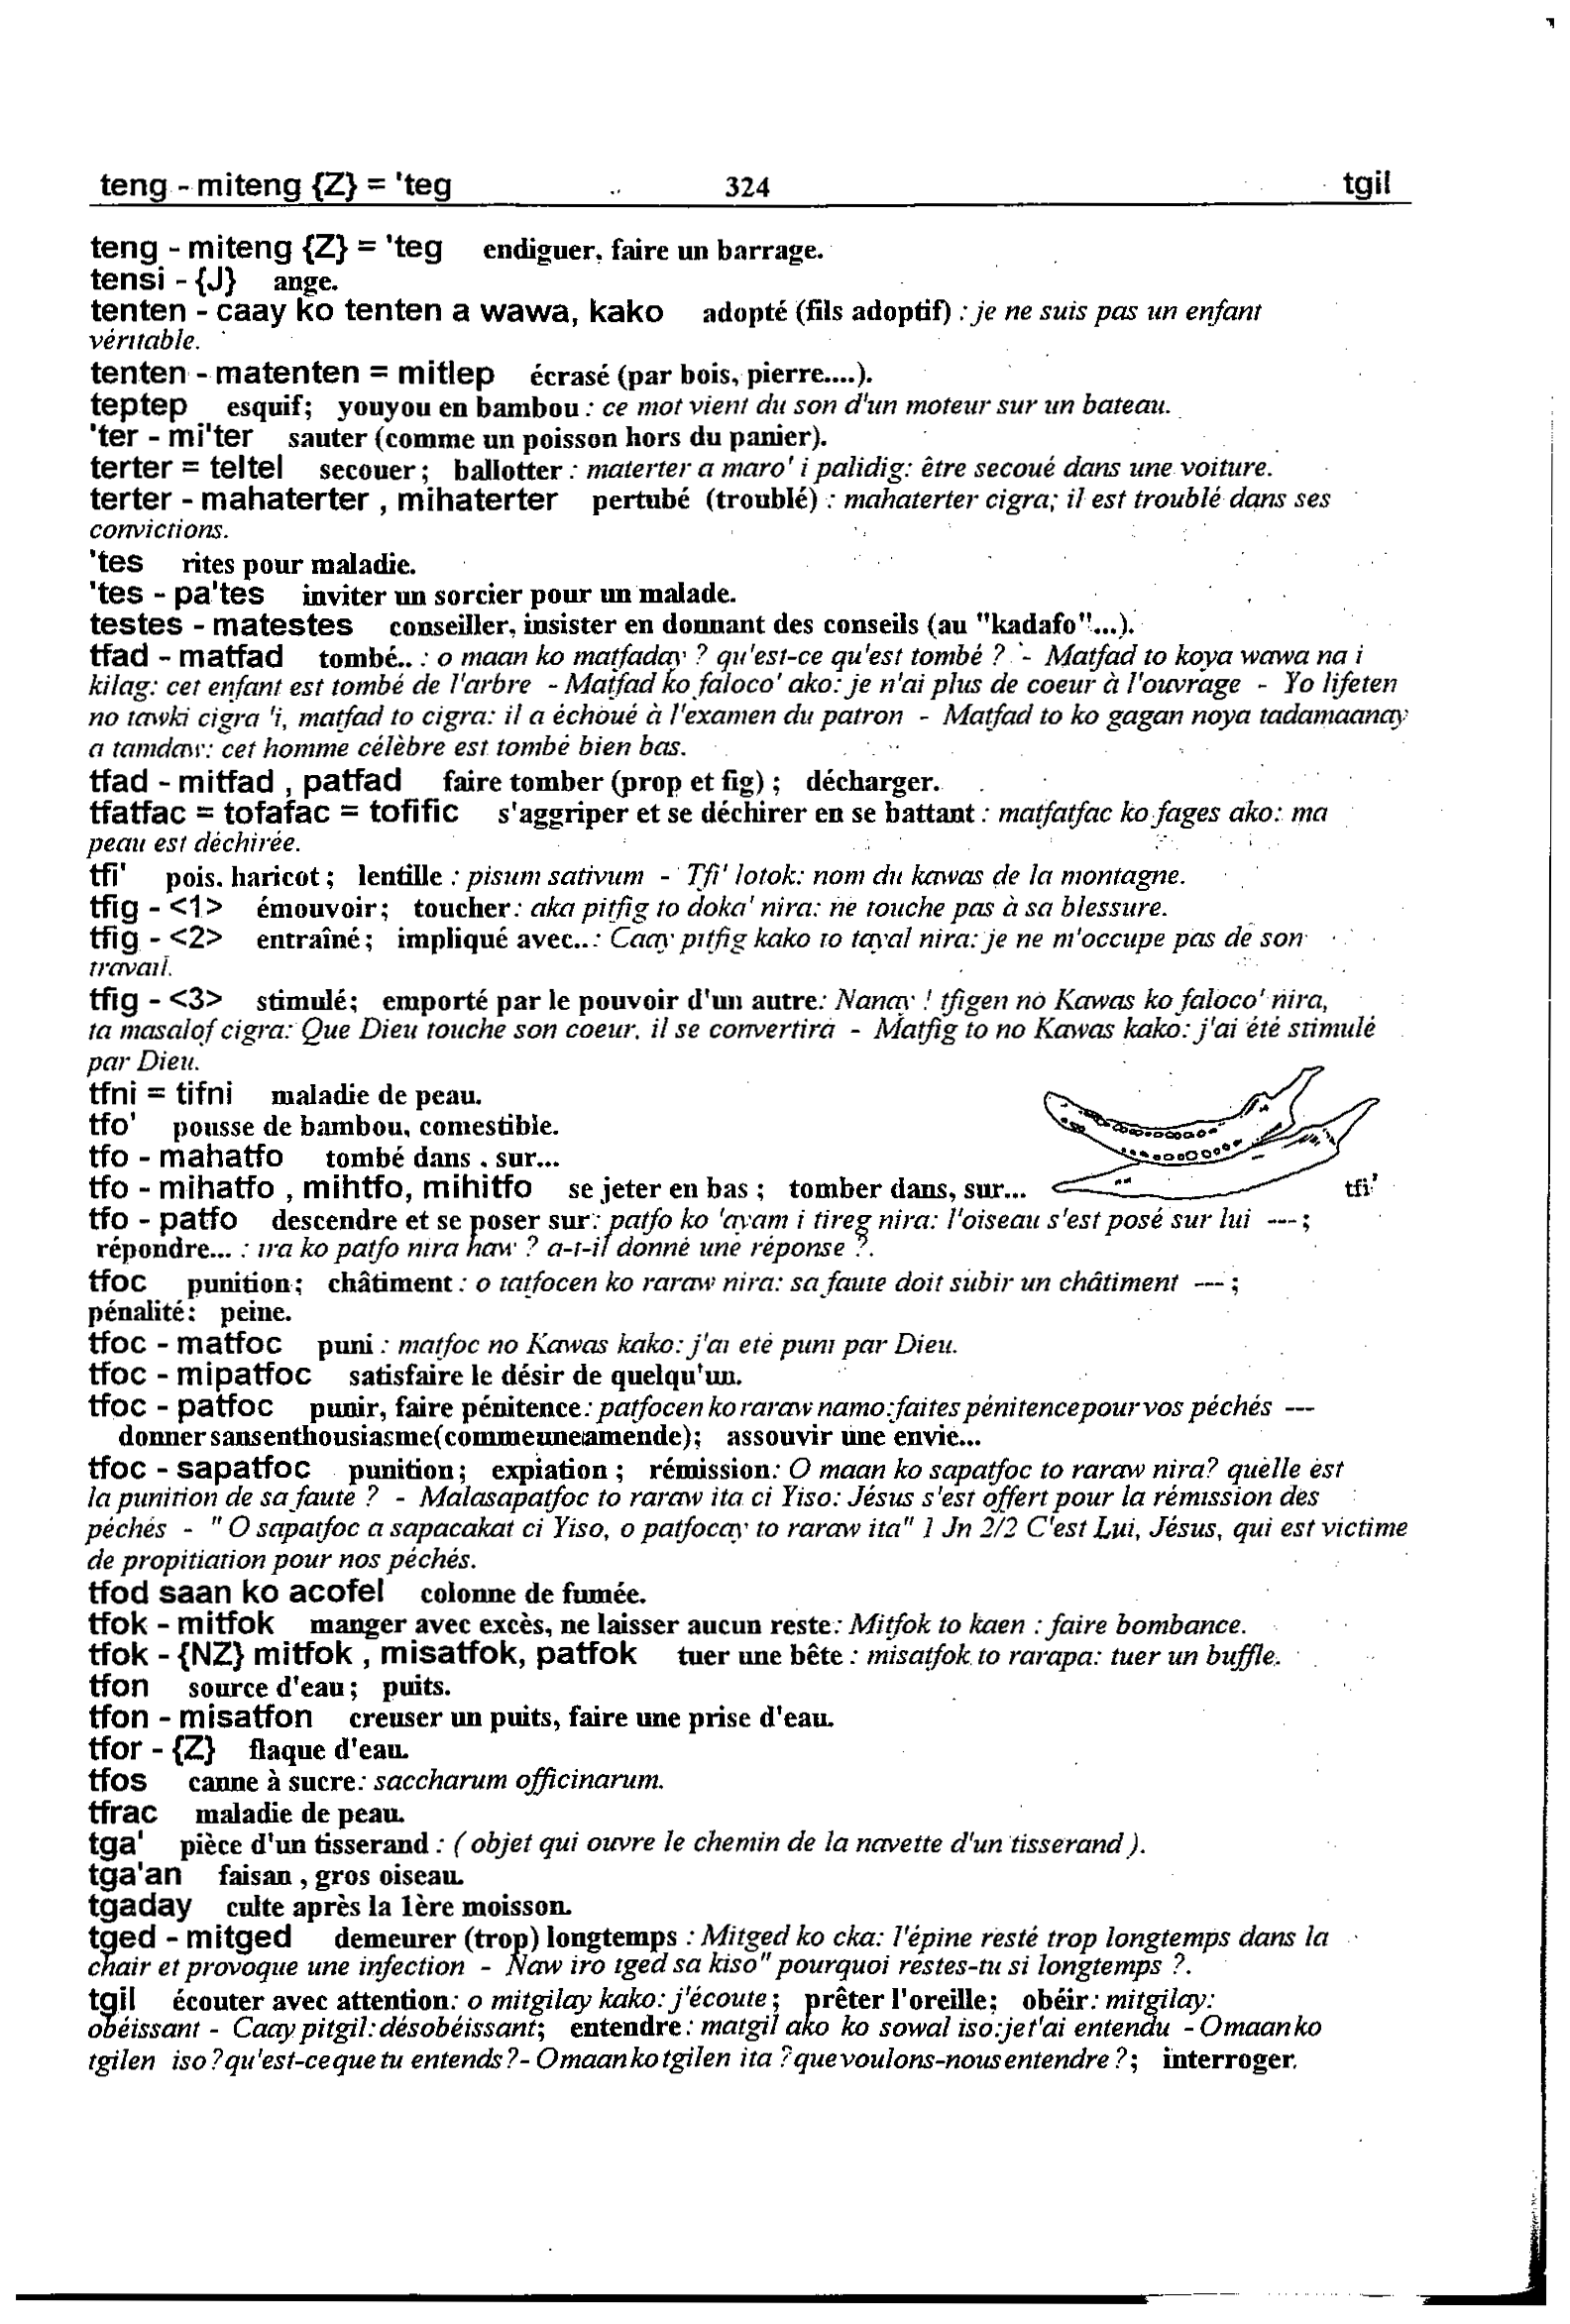 teng - miteng {Z} = 'teg 324 tgil
teng - miteng {Z} = 'teg endiguer, faire un barrage.
tensi - {J} ange.
tenten - caay ko tenten a wawa, kako adopté (fils adoptif) : je ne suis pas un enfant
véritable.
tenten - matenten = mitlep écrasé (par bois, pierre....).
teptep esquif; youyou en bambou : ce mot vient du son d'un moteur sur un bateau.
'ter - mi'ter sauter (comme un poisson hors du panier).
terter = teltel secouer ; ballotter : materter a maro' i palidig: être secoué dans une voiture.
terter - mahaterter , mihaterter pertubé (troublé) : mahaterter cigra; il est troublé dans ses
convictions.
'tes rites pour maladie.
'tes - pa'tes inviter un sorcier pour un malade.
testes - matestes conseiller, insister en donnant des conseils (au "kadafo"...).
tfad - matfad tombé.. : o maan ko matfaday ? qu'est-ce qu'est tombé ? - Matfad to koya wawa na i
kilag: cet enfant est tombé de l'arbre - Matfad ko faloco' ako: je n'ai plus de coeur à l'ouvrage - Yo lifeten
no tawki cigra 'i, matfad to cigra: il a échoué à l'examen du patron - Matfad to ko gagan noya tadamaanay
a tamdaw: cet homme célèbre est tombé bien bas.
tfad - mitfad , patfad faire tomber (prop et fig) ; décharger.
tfatfac = tofafac = tofific s'aggriper et se déchirer en se battant : matfatfac ko fages ako: ma
peau est déchirée.
tfi' pois. haricot ; lentille : pisum sativum - Tfi' lotok: nom du kawas de la montagne.
tfig - <1> émouvoir; toucher: aka pitfig to doka' nira: ne touche pas à sa blessure.
tfig - <2> entraîné ; impliqué avec.. : Caay pitfig kako to tayal nira: je ne m'occupe pas de son
travail.
tfig - <3> stimulé; emporté par le pouvoir d'un autre: Nanay ! tfigen no Kawas ko faloco' nira,
ta masalof cigra: Que Dieu touche son coeur. il se convertira - Matfig to no Kawas kako: j'ai été stimulé
par Dieu.
tfni = tifni maladie de peau.
tfo' pousse de bambou, comestible.
tfo - mahatfo tombé dans , sur...
tfo - mihatfo , mihtfo, mihitfo se jeter en bas ; tomber dans, sur...
tfi'
tfo - patfo descendre et se poser sur: patfo ko 'ayam i tireg nira: l'oiseau s'est posé sur lui --- ;
répondre... : ira ko patfo nira haw ? a-t-il donné une réponse ?.
tfoc punition ; châtiment : o tatfocen ko raraw nira: sa faute doit subir un châtiment --- ;
pénalité: peine.
tfoc - matfoc puni : matfoc no Kawas kako: j'ai eté puni par Dieu.
tfoc - mipatfoc satisfaire le désir de quelqu'un.
tfoc - patfoc punir, faire pénitence: patfocen ko raraw namo: faites pénitence pour vos péchés ---
donner sans enthousiasme (comme une amende); assouvir une envie...
tfoc - sapatfoc punition ; expiation ; rémission: O maan ko sapatfoc to raraw nira? quelle est
la punition de sa faute ? - Malasapatfoc to raraw ita ci Yiso: Jésus s'est offert pour la rémission des
péchés - " O sapatfoc a sapacakat ci Yiso, o patfocay to raraw ita" 1 Jn 2/2 C'est Lui, Jésus, qui est victime
de propitiation pour nos péchés.
tfod saan ko acofel colonne de fumée.
tfok - mitfok manger avec excès, ne laisser aucun reste: Mitfok to kaen : faire bombance.
tfok - {NZ} mitfok , misatfok, patfok tuer une bête : misatfok to rarapa: tuer un buffle.
tfon source d'eau ; puits.
tfon - misatfon creuser un puits, faire une prise d'eau.
tfor - {Z} flaque d'eau.
tfos canne à sucre: saccharum officinarum.
tfrac maladie de peau.
tga' pièce d'un tisserand : ( objet qui ouvre le chemin de la navette d'un tisserand ).
tga'an faisan , gros oiseau.
tgaday culte après la 1ère moisson.
tged - mitged demeurer (trop) longtemps : Mitged ko cka: l'épine resté trop longtemps dans la
chair et provoque une infection - Naw iro tged sa kiso" pourquoi restes-tu si longtemps ?.
tgil écouter avec attention: o mitgilay kako: j'écoute ; prêter l'oreille; obéir: mitgilay:
obéissant - Caay pitgil: désobéissant; entendre: matgil ako ko sowal iso: je t'ai entendu - O maan ko
tgilen iso ? qu'est-ce que tu entends ? - O maan ko tgilen ita ? que voulons-nous entendre ? ; interroger.